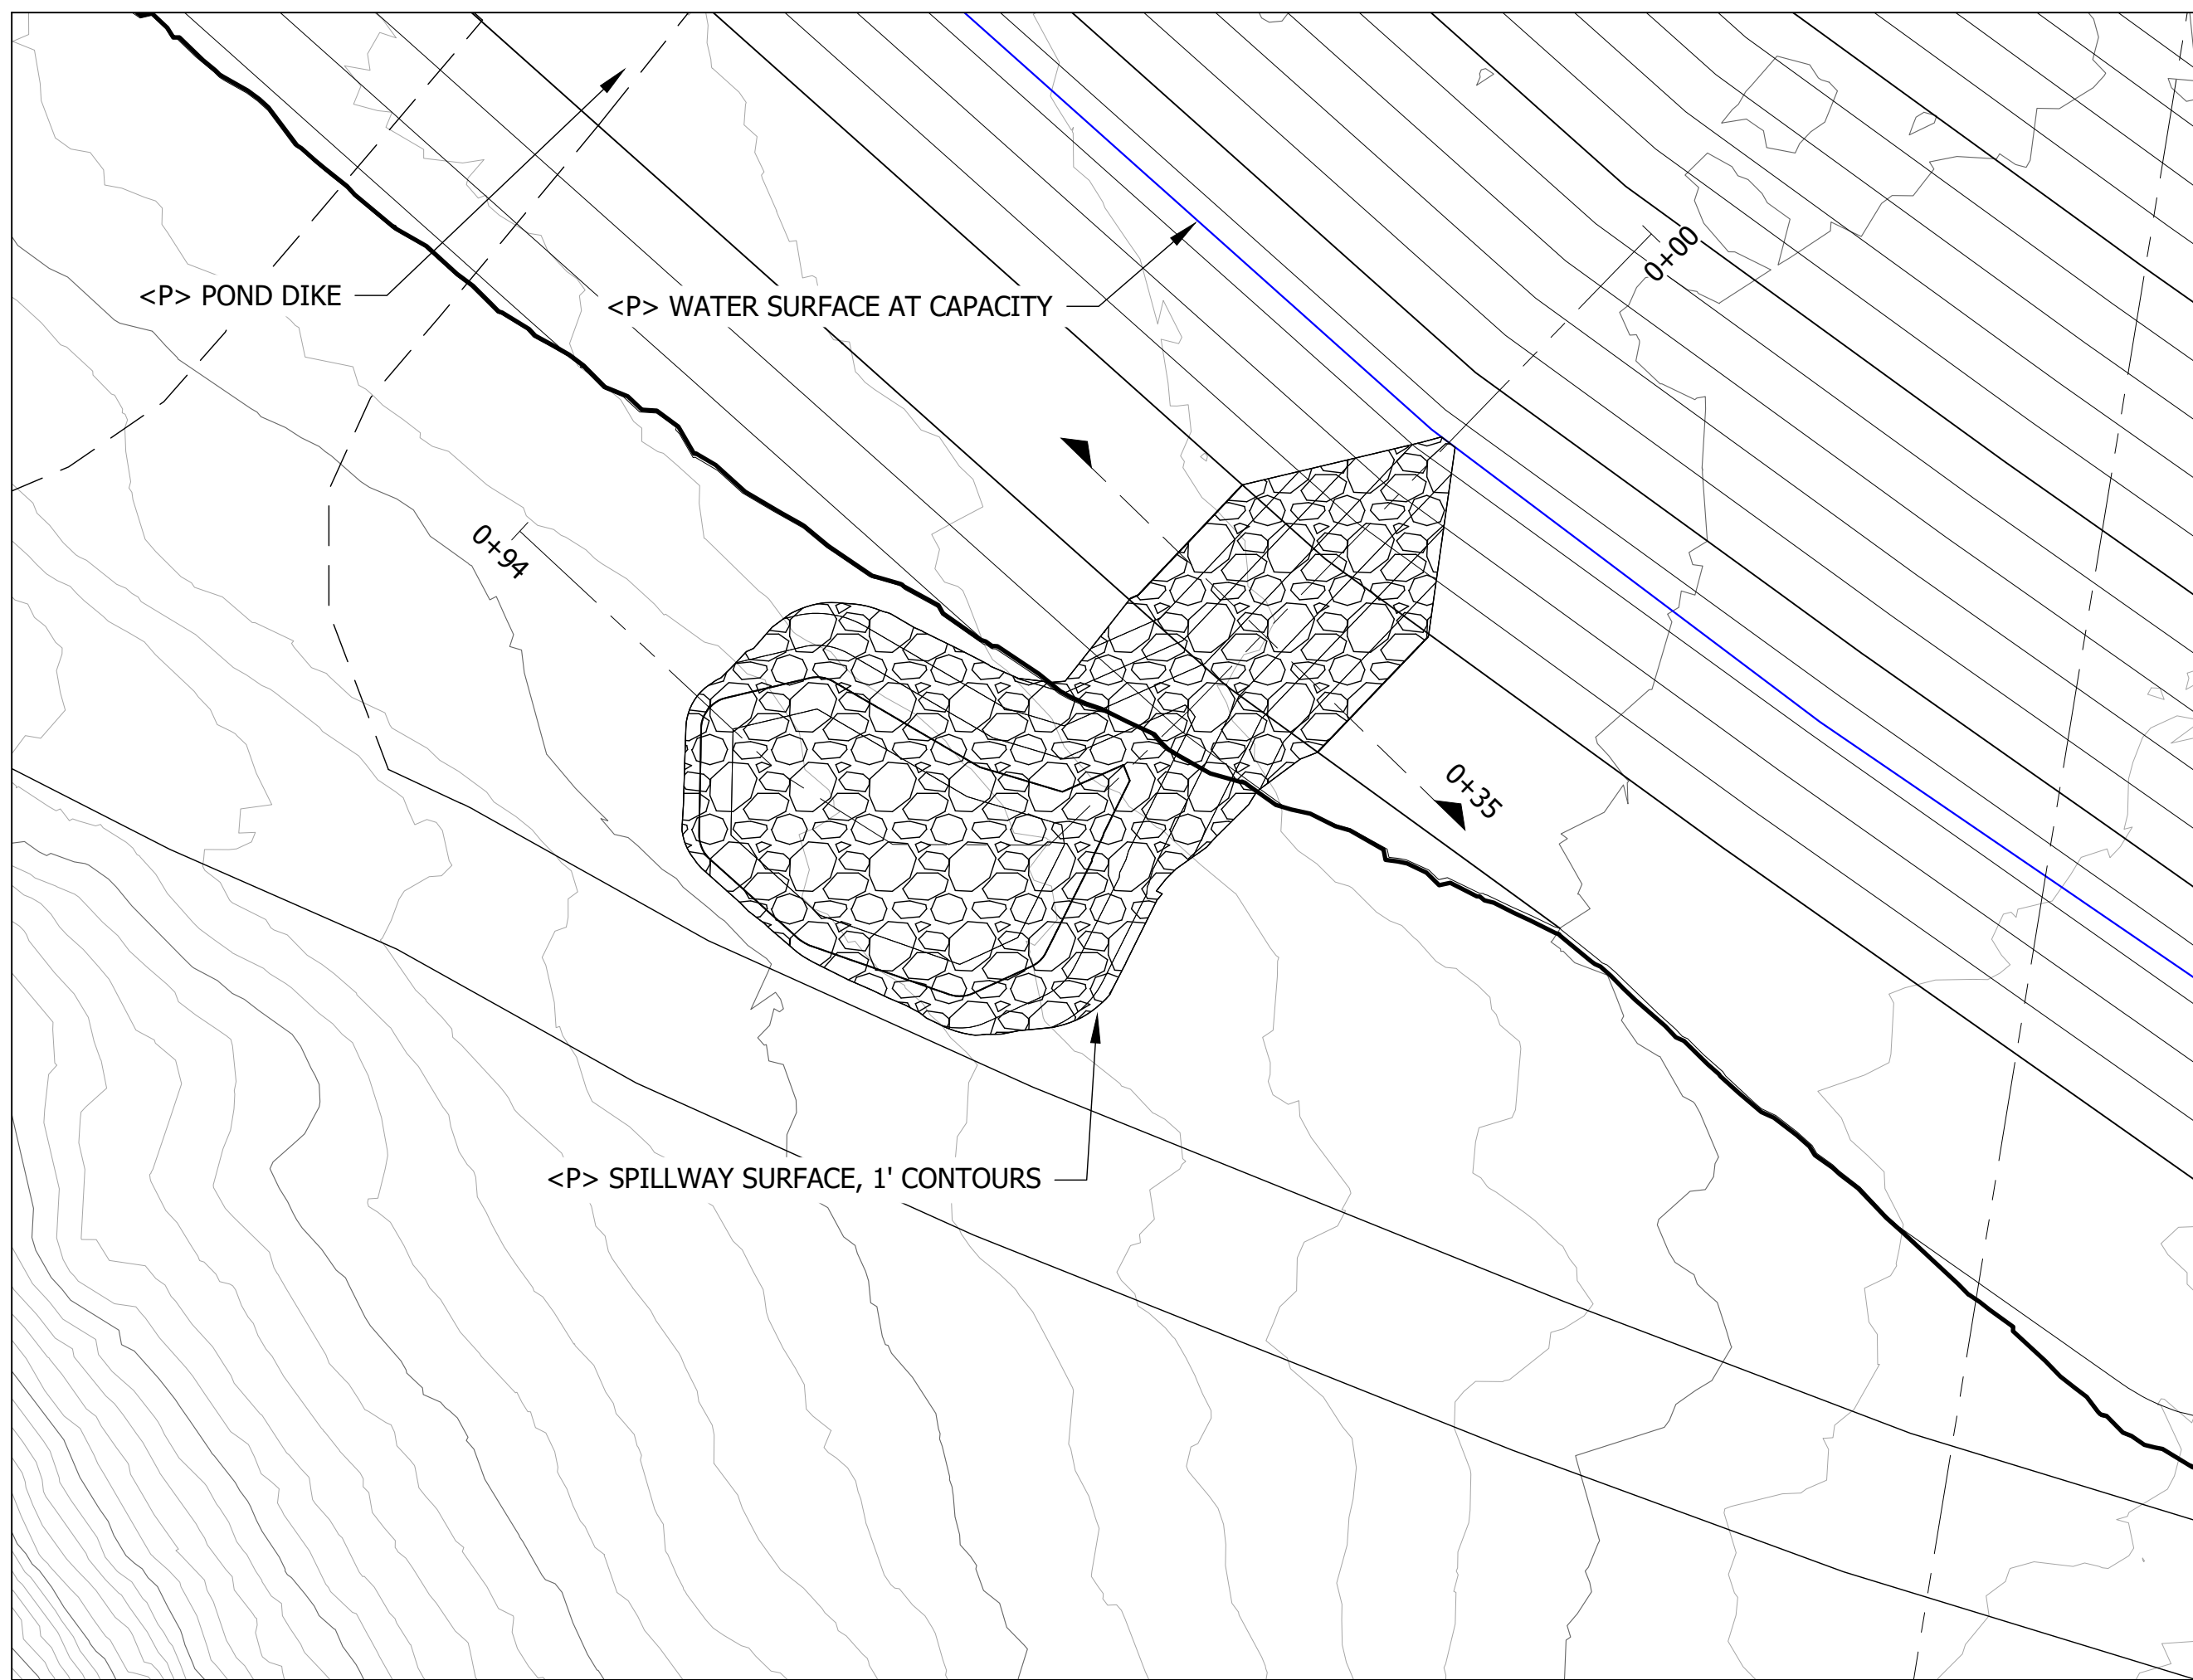 0+00
<P> POND DIKE
<P> WATER SURFACE AT CAPACITY
0+94
0+35
<P> SPILLWAY SURFACE, 1' CONTOURS